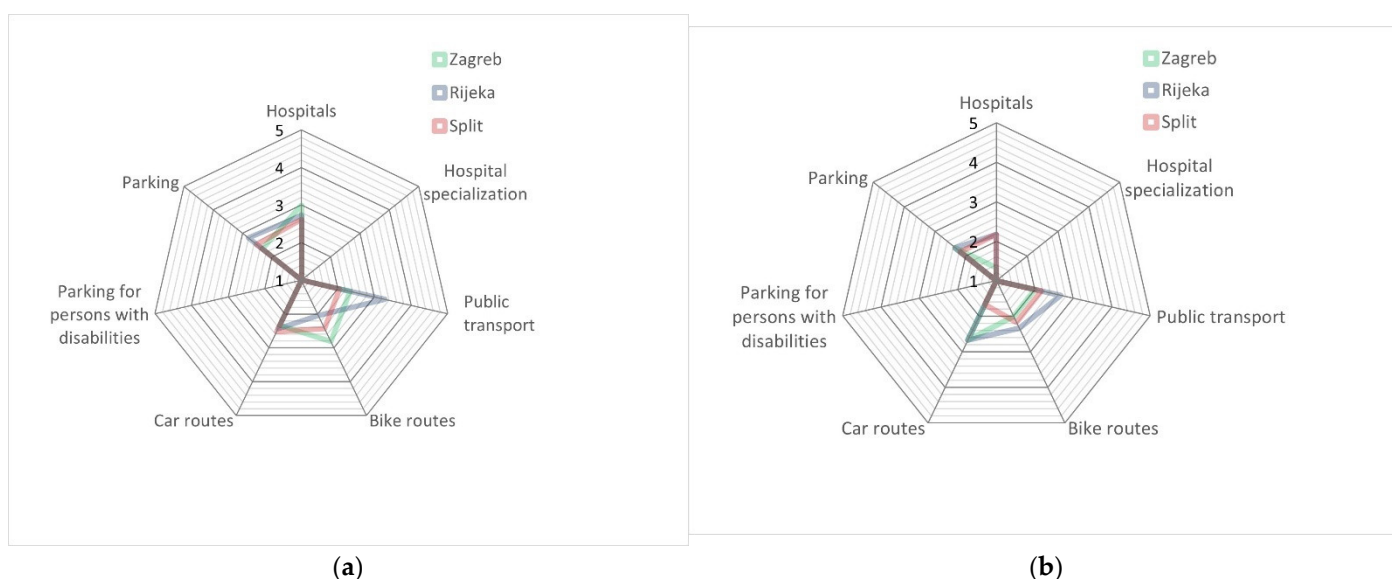 Zagreb
Rijeka
Split
Hospitals
5
4
3
2
1
Hospital
specialization
Public
transport
Bike routes
Car routes
Parking for
persons with
disabilities
Parking
(a)
Zagreb
Rijeka
Split
Hospitals
5
4
3
2
1
Hospital
specialization
Public transport
Bike routes
Car routes
Parking for
persons with
disabilities
Parking
(b)